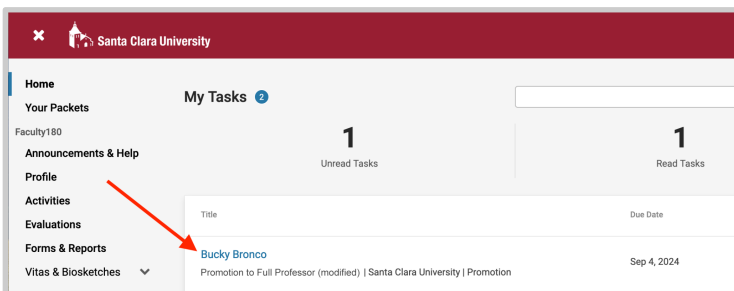 Santa Clara University
Home
Your Packets
Faculty180
Announcements & Help
Profile
Activities
Evaluations
Forms & Reports
Vitas & Biosketches
My Tasks 2
1
Unread Tasks
1
Read Tasks
Title
Due Date
Bucky Bronco
Sep 4, 2024
Promotion to Full Professor (modified) | Santa Clara University | Promotion